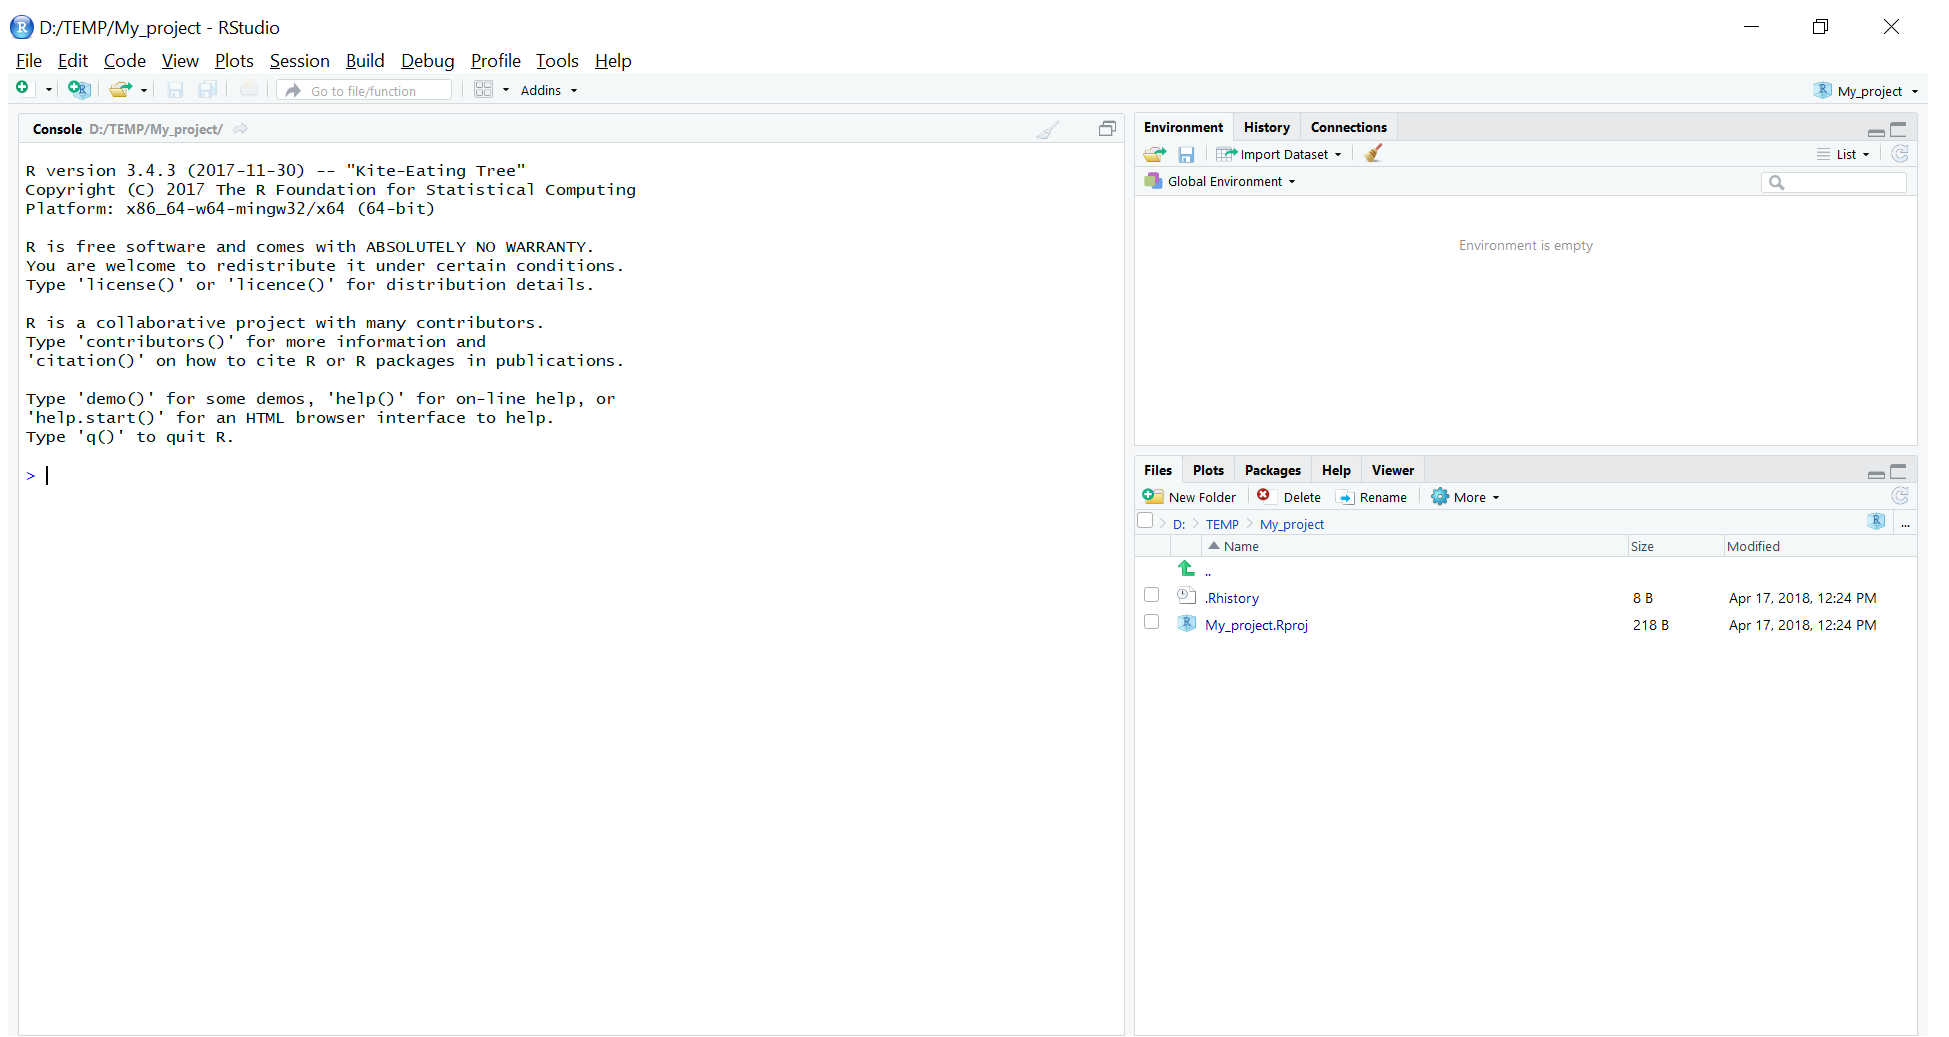 D:/TEMP/My_project - RStudio
File Edit Code View Plots Session Build Debug Profile Tools Help
Go to file/function Addins My_project
Console D:/TEMP/My_project/
R version 3.4.3 (2017-11-30) -- "Kite-Eating Tree"
Copyright (C) 2017 The R Foundation for Statistical Computing
Platform: x86_64-w64-mingw32/x64 (64-bit)
R is free software and comes with ABSOLUTELY NO WARRANTY.
You are welcome to redistribute it under certain conditions.
Type 'license()' or 'licence()' for distribution details.
R is a collaborative project with many contributors.
Type 'contributors()' for more information and
'citation()' on how to cite R or R packages in publications.
Type 'demo()' for some demos, 'help()' for on-line help, or
'help.start()' for an HTML browser interface to help.
Type 'q()' to quit R.
>
Environment History Connections
Import Dataset List
Global Environment
Environment is empty
Files Plots Packages Help Viewer
New Folder Delete Rename More
D: TEMP My_project ...
Name Size Modified
..
.Rhistory 8 B Apr 17, 2018, 12:24 PM
My_project.Rproj 218 B Apr 17, 2018, 12:24 PM